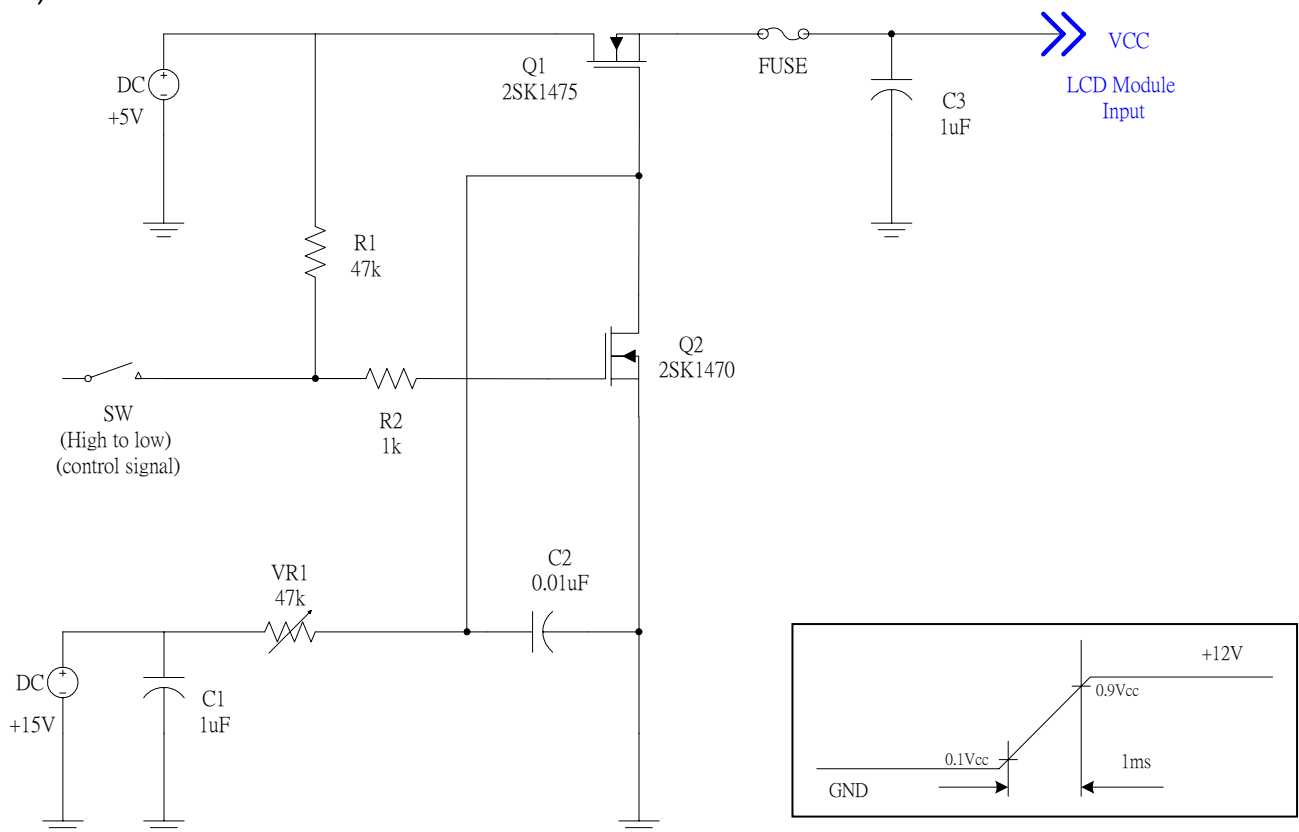 VCC
LCD Module
Input
DC
+5V
+
−
Q1
2SK1475
FUSE
C3
1uF
R1
47k
SW
(High to low)
(control signal)
R2
1k
Q2
2SK1470
VR1
47k
C2
0.01uF
DC
+15V
+
−
C1
1uF
+12V
0.9Vcc
0.1Vcc
1ms
GND